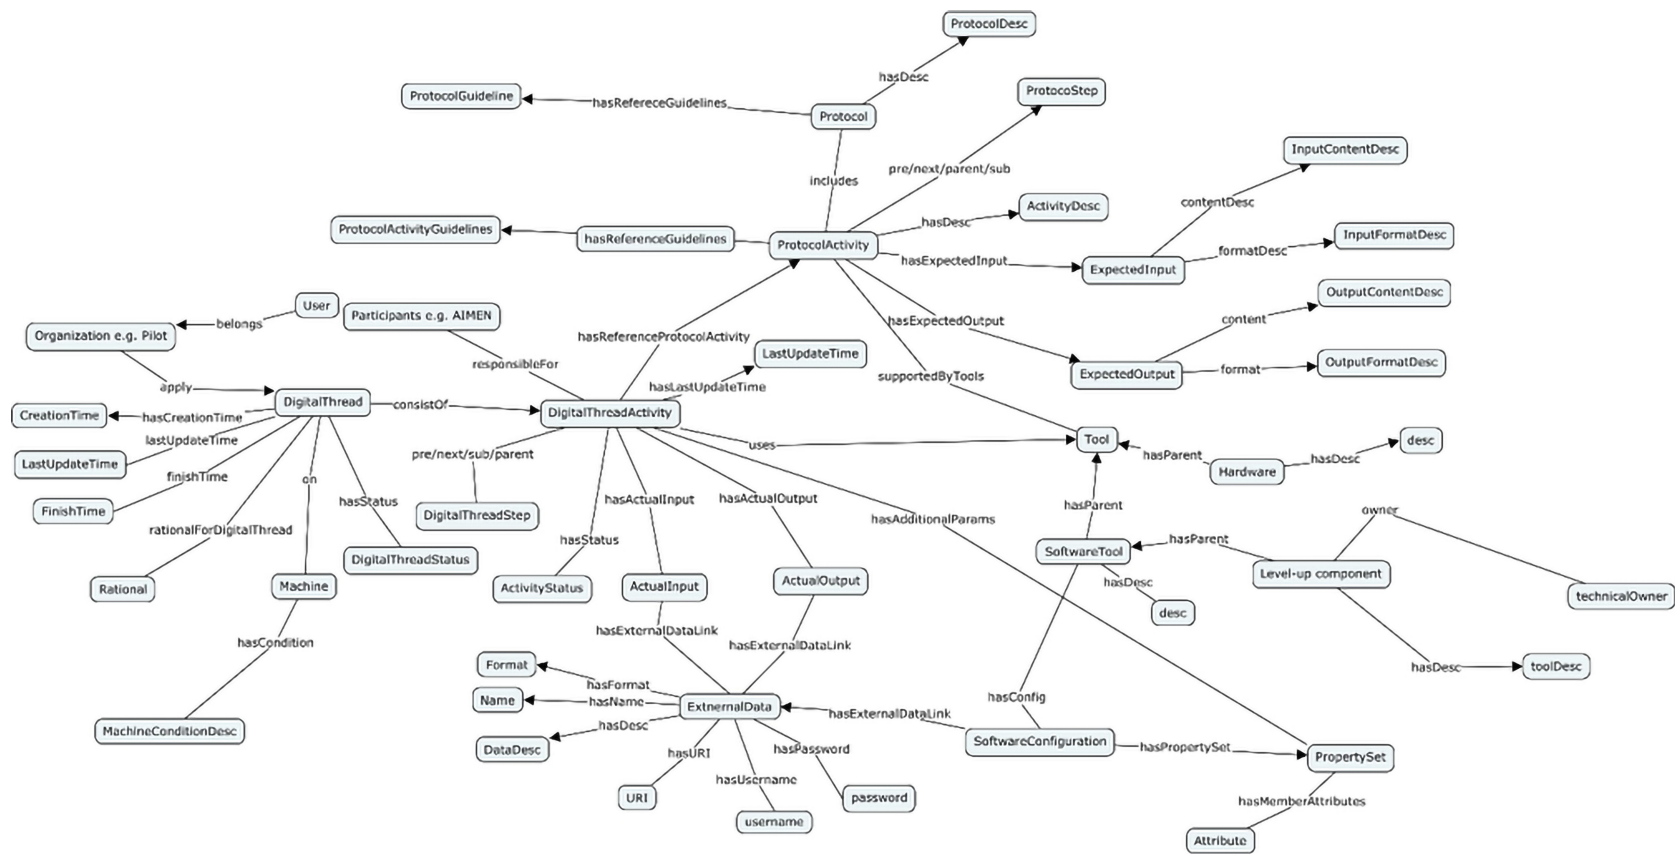 ProtocolDesc
hasDesc
ProtocolGuideline
hasRefereceGuidelines
Protocol
ProtocoStep
pre/next/parent/sub
includes
InputContentDesc
contentDesc
ActivityDesc
hasDesc
ProtocolActivityGuidelines
hasReferenceGuidelines
ProtocolActivity
hasExpectedInput
ExpectedInput
formatDesc
InputFormatDesc
OutputContentDesc
content
hasExpectedOutput
ExpectedOutput
format
OutputFormatDesc
User
belongs
Organization e.g. Pilot
Participants e.g. AIMEN
responsibleFor
hasReferenceProtocolActivity
LastUpdateTime
hasLastUpdateTime
supportedByTools
apply
DigitalThread
consistOf
DigitalThreadActivity
CreationTime
hasCreationTime
lastUpdateTime
LastUpdateTime
finishTime
FinishTime
on
hasStatus
rationalForDigitalThread
DigitalThreadStatus
Rational
Machine
hasCondition
MachineConditionDesc
pre/next/sub/parent
DigitalThreadStep
hasStatus
ActivityStatus
hasActualInput
ActualInput
hasActualOutput
ActualOutput
uses
Tool
hasParent
Hardware
hasDesc
desc
hasAdditionalParams
hasParent
SoftwareTool
hasDesc
desc
hasParent
Level-up component
owner
technicalOwner
hasDesc
toolDesc
hasExternalDataLink
hasExternalDataLink
Format
hasFormat
Name
hasName
ExtnernalData
hasDesc
DataDesc
hasURI
URI
hasUsername
username
hasPassword
password
hasExternalDataLink
hasConfig
SoftwareConfiguration
hasPropertySet
PropertySet
hasMemberAttributes
Attribute